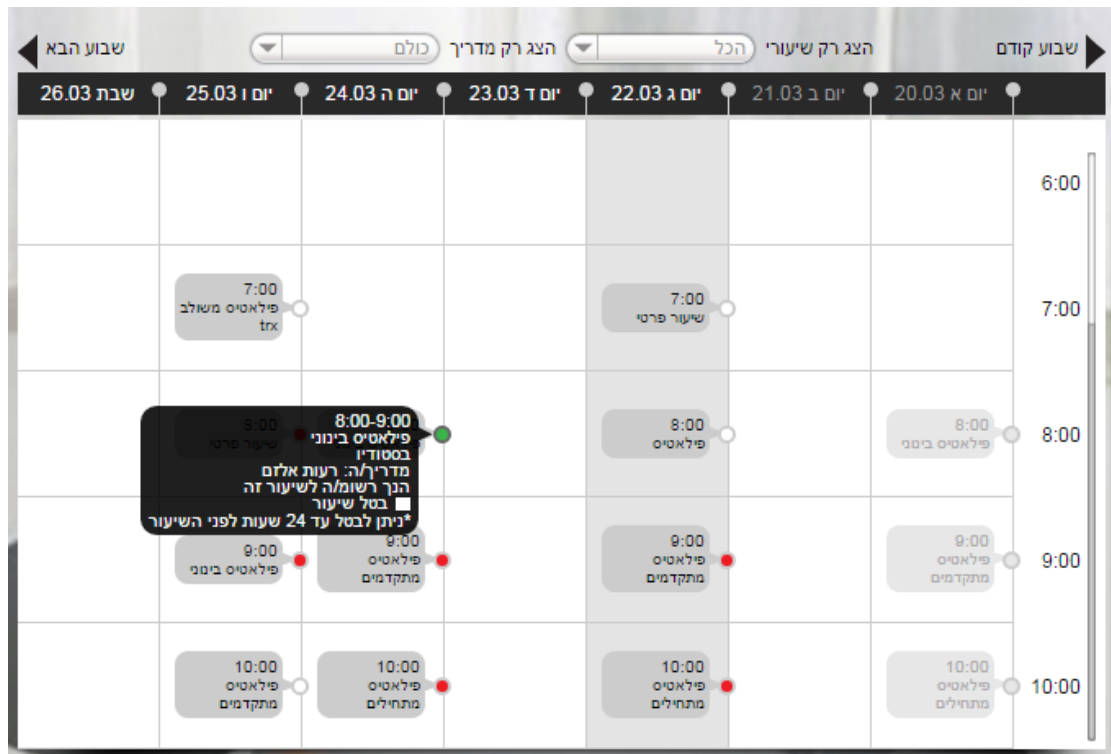 שבוע קודם
הצג רק שיעורי
הכל
הצג רק מדריך
כולם
שבוע הבא
יום א 20.03
יום ב 21.03
יום ג 22.03
יום ד 23.03
יום ה 24.03
יום ו 25.03
שבת 26.03
6:00
7:00
7:00
שיעור פרטי
7:00
פילאטיס משולב
trx
8:00
8:00
פילאטיס בינוני
8:00
פילאטיס
8:00-9:00
פילאטיס בינוני
בסטודיו
מדריך/ה: רעות אלזם
הנך רשומ/ה לשיעור זה
בטל שיעור
*ניתן לבטל עד 24 שעות לפני השיעור
8:00
שיעור פרטי
9:00
9:00
פילאטיס
מתקדמים
9:00
פילאטיס
מתקדמים
9:00
פילאטיס
מתקדמים
9:00
פילאטיס בינוני
10:00
10:00
פילאטיס
מתחילים
10:00
פילאטיס
מתחילים
10:00
פילאטיס
מתחילים
10:00
פילאטיס
מתקדמים